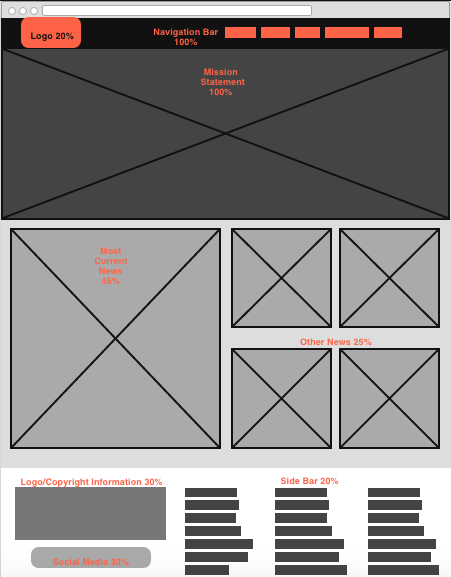 Logo 20%
Navigation Bar
100%
Mission
Statement
100%
Most
Current
News
45%
Other News 25%
Logo/Copyright Information 30%
Side Bar 20%
Social Media 30%